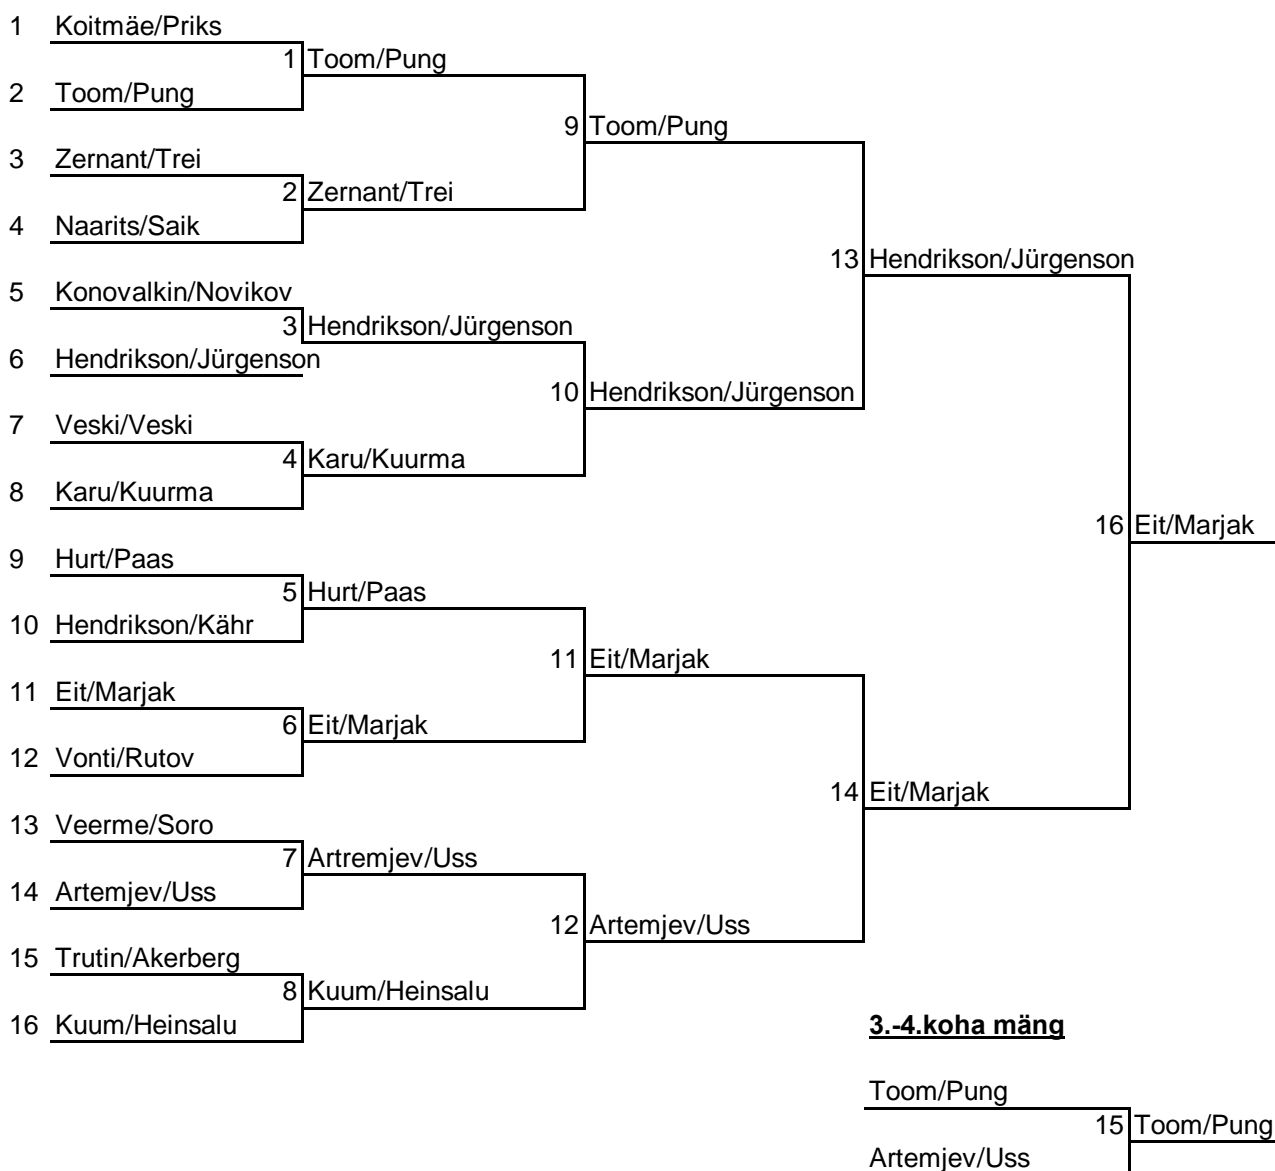 1 Koitmäe/Priks
1 Toom/Pung
2 Toom/Pung
9 Toom/Pung
3 Zernant/Trei
2 Zernant/Trei
4 Naarits/Saik
13 Hendrikson/Jürgenson
5 Konovalkin/Novikov
3 Hendrikson/Jürgenson
6 Hendrikson/Jürgenson
10 Hendrikson/Jürgenson
7 Veski/Veski
4 Karu/Kuurma
8 Karu/Kuurma
16 Eit/Marjak
9 Hurt/Paas
5 Hurt/Paas
10 Hendrikson/Kähr
11 Eit/Marjak
11 Eit/Marjak
6 Eit/Marjak
12 Vonti/Rutov
14 Eit/Marjak
13 Veerme/Soro
7 Artremjev/Uss
14 Artemjev/Uss
12 Artemjev/Uss
15 Trutin/Akerberg
8 Kuum/Heinsalu
16 Kuum/Heinsalu
3.-4.koha mäng
Toom/Pung
15 Toom/Pung
Artemjev/Uss